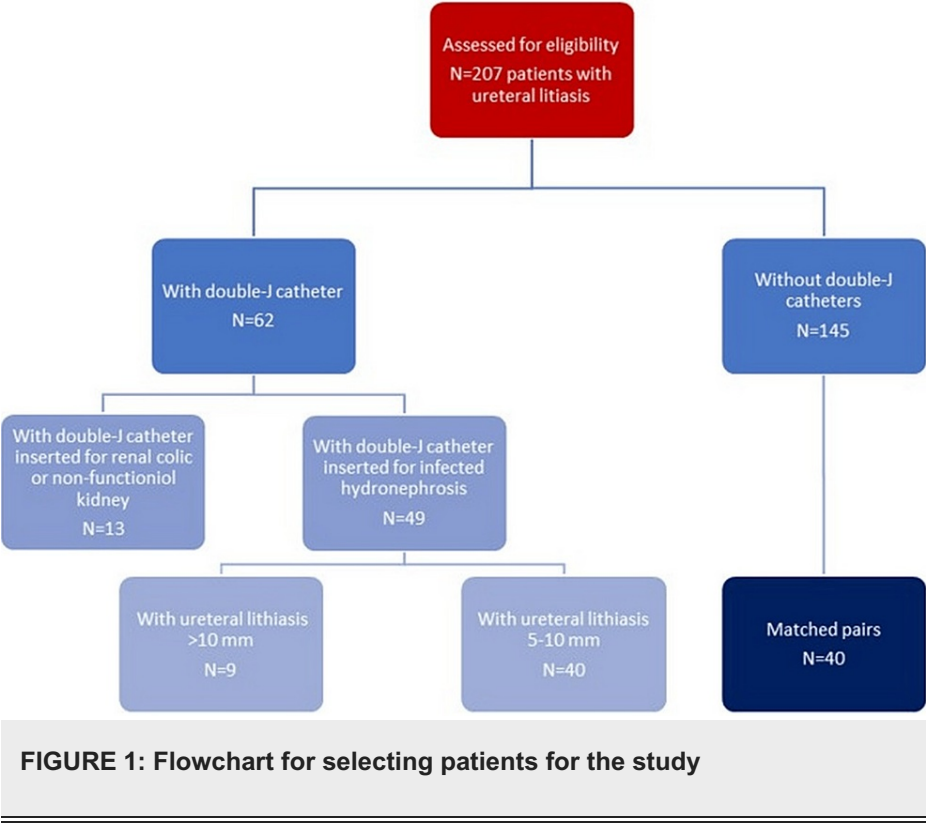 Assessed for eligibility
N=207 patients with
ureteral litiasis
With double-J catheter
N=62
Without double-J
catheters
N=145
With double-J catheter
inserted for renal colic
or non-functioniol
kidney
N=13
With double-J catheter
inserted for infected
hydronephrosis
N=49
With ureteral lithiasis
>10 mm
N=9
With ureteral lithiasis
5-10 mm
N=40
Matched pairs
N=40
FIGURE 1: Flowchart for selecting patients for the study